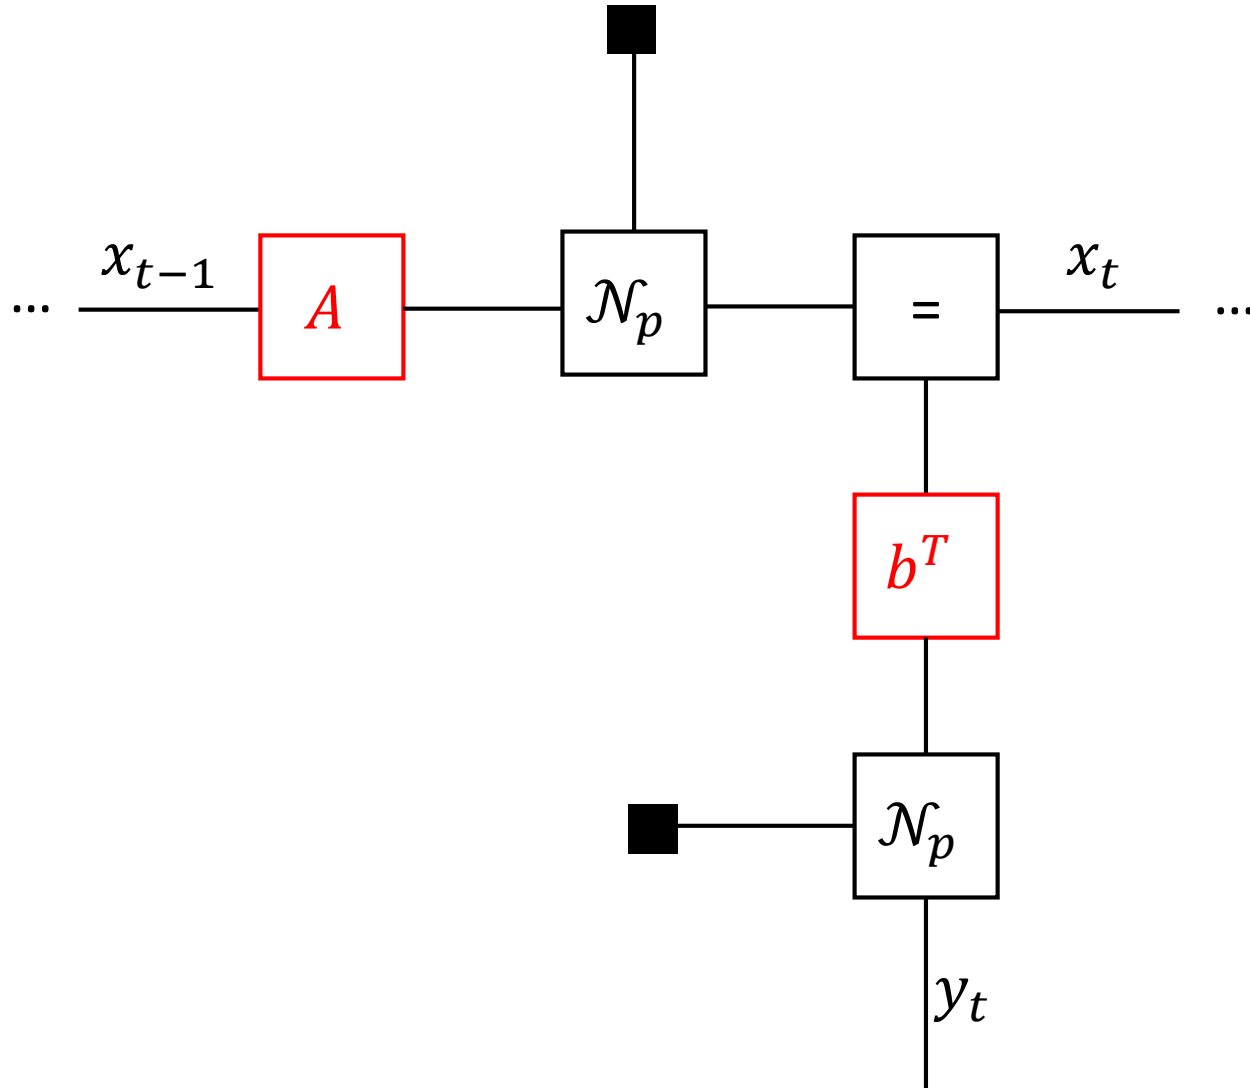 ... x_{t−1} A 𝒩_p = x_t ...
b^T
𝒩_p
y_t